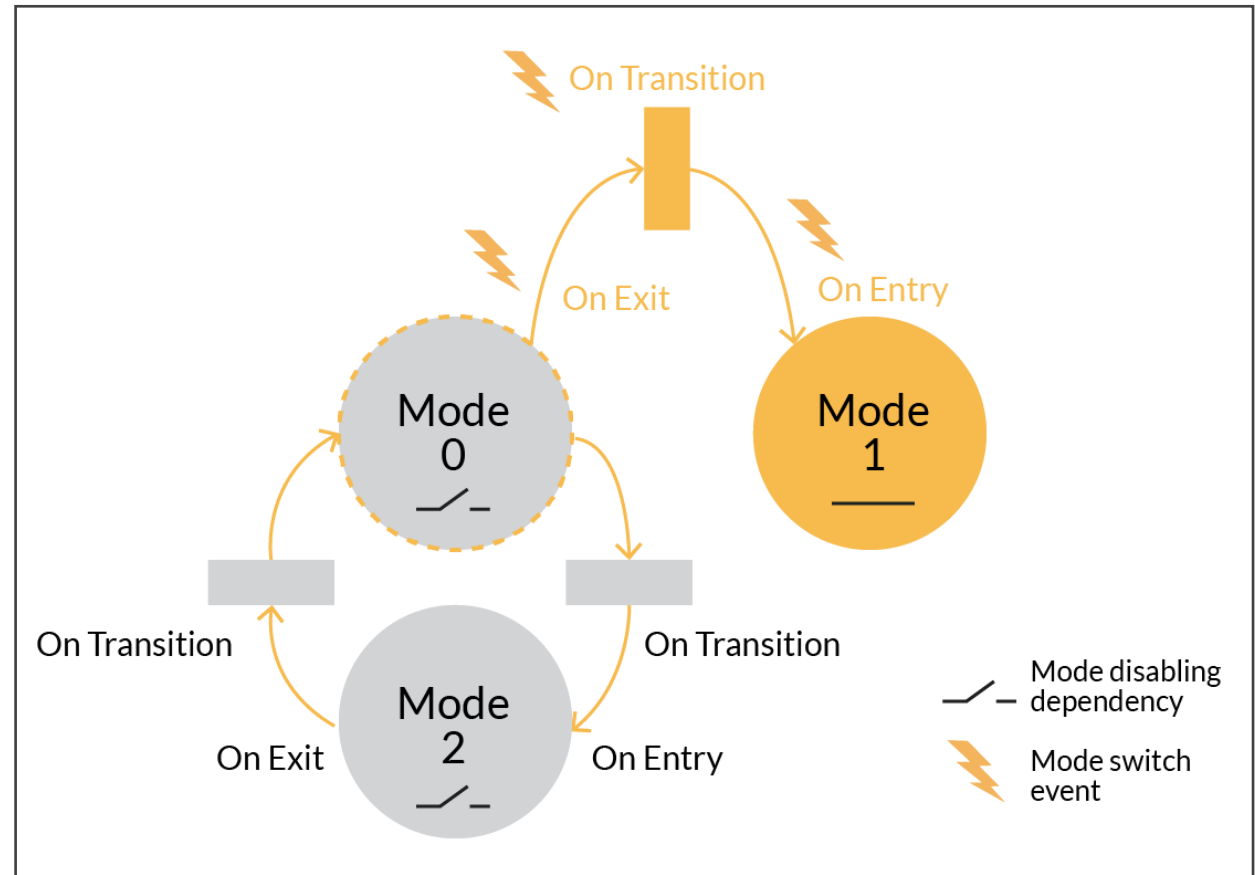 On Transition
On Exit
On Entry
Mode
0
Mode
1
On Transition
On Transition
Mode
2
On Exit
On Entry
Mode disabling
dependency
Mode switch
event